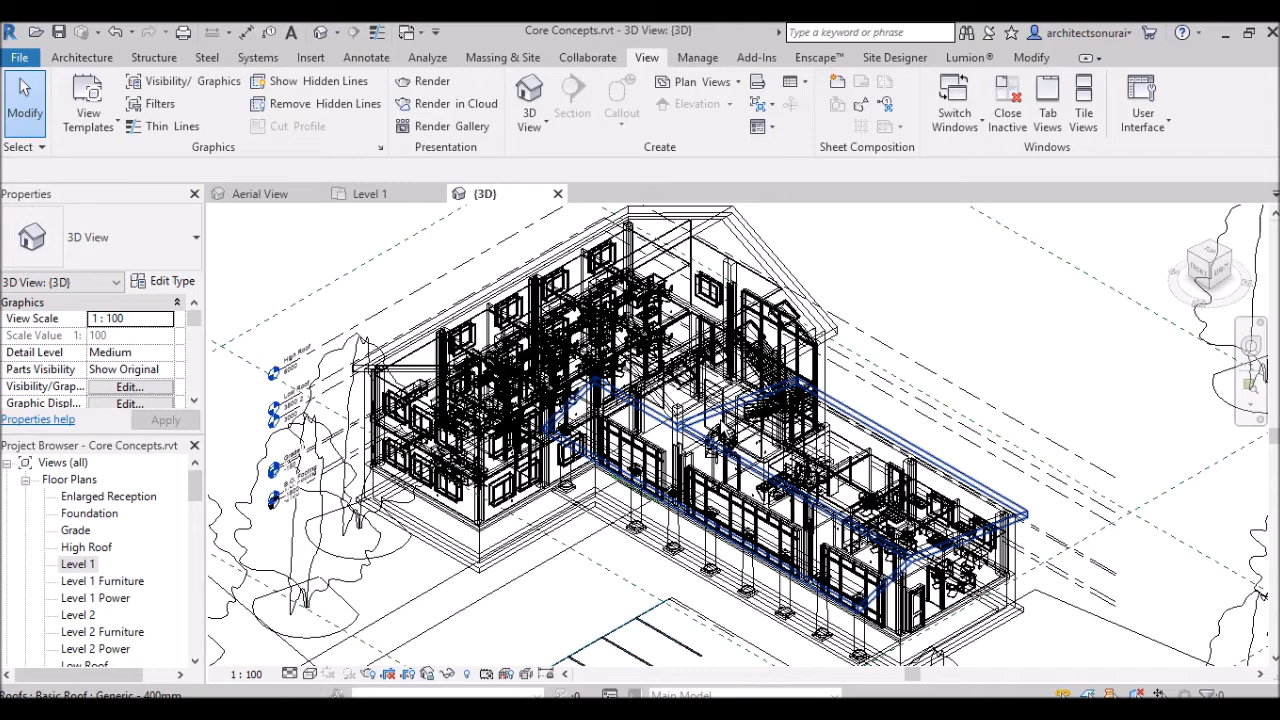 Core Concepts.rvt - 3D View: {3D}
Type a keyword or phrase
architectsonurai
File Architecture Structure Steel Systems Insert Annotate Analyze Massing & Site Collaborate View Manage Add-Ins Enscape™ Site Designer Lumion® Modify
Modify
Select
View
Templates
Visibility/ Graphics
Filters
Thin Lines
Show Hidden Lines
Remove Hidden Lines
Cut Profile
Graphics
Render
Render in Cloud
Render Gallery
Presentation
3D
View
Section
Callout
Plan Views
Elevation
Create
Sheet Composition
Switch
Windows
Close
Inactive
Tab
Views
Tile
Views
Windows
User
Interface
Properties
Aerial View
Level 1
{3D}
3D View
3D View: {3D}
Edit Type
Graphics
View Scale 1 : 100
Scale Value 1: 100
Detail Level Medium
Parts Visibility Show Original
Visibility/Grap... Edit...
Graphic Displ... Edit...
Properties help
Apply
Project Browser - Core Concepts.rvt
Views (all)
Floor Plans
Enlarged Reception
Foundation
Grade
High Roof
Level 1
Level 1 Furniture
Level 1 Power
Level 2
Level 2 Furniture
Level 2 Power
Low Roof
High Roof
1 : 100
Roofs : Basic Roof : Generic - 400mm
:0
Main Model
:0